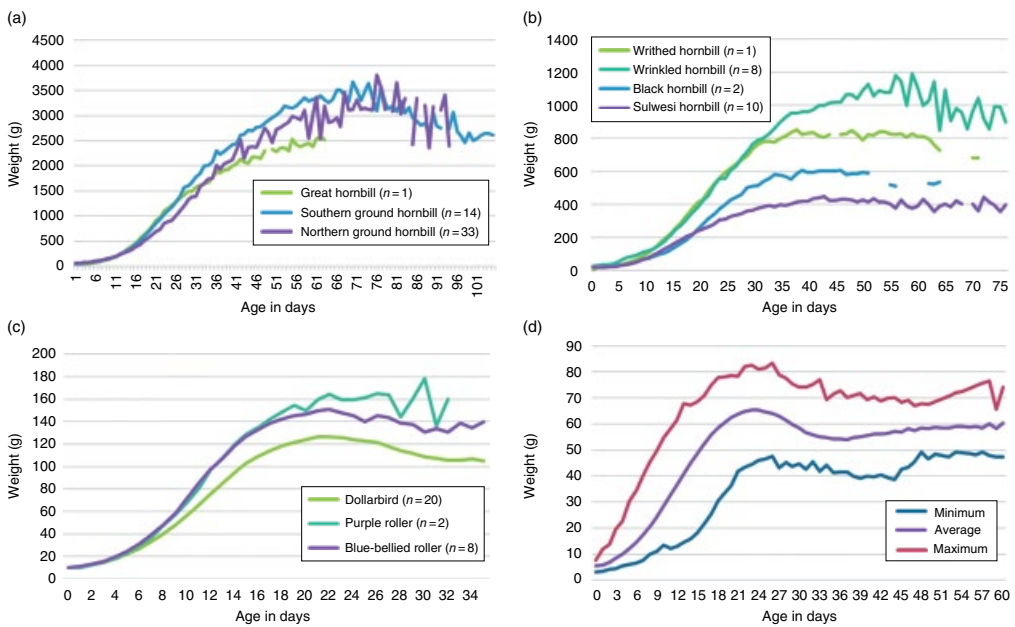 (a)
4500
4000
3500
3000
2500
2000
1500
1000
500
0
Weight (g)
Great hornbill (n = 1)
Southern ground hornbill (n = 14)
Northern ground hornbill (n = 33)
1 6 11 16 21 26 31 36 41 46 51 56 61 66 71 76 81 86 91 96 101
Age in days
(b)
1400
1200
1000
800
600
400
200
0
Weight (g)
Writhed hornbill (n = 1)
Wrinkled hornbill (n = 8)
Black hornbill (n = 2)
Sulwesi hornbill (n = 10)
0 5 10 15 20 25 30 35 40 45 50 55 60 65 70 75
Age in days
(c)
200
180
160
140
120
100
80
60
40
20
0
Weight (g)
Dollarbird (n = 20)
Purple roller (n = 2)
Blue-bellied roller (n = 8)
0 2 4 6 8 10 12 14 16 18 20 22 24 26 28 30 32 34
Age in days
(d)
90
80
70
60
50
40
30
20
10
0
Weight (g)
Minimum
Average
Maximum
0 3 6 9 12 15 18 21 24 27 30 33 36 39 42 45 48 51 54 57 60
Age in days